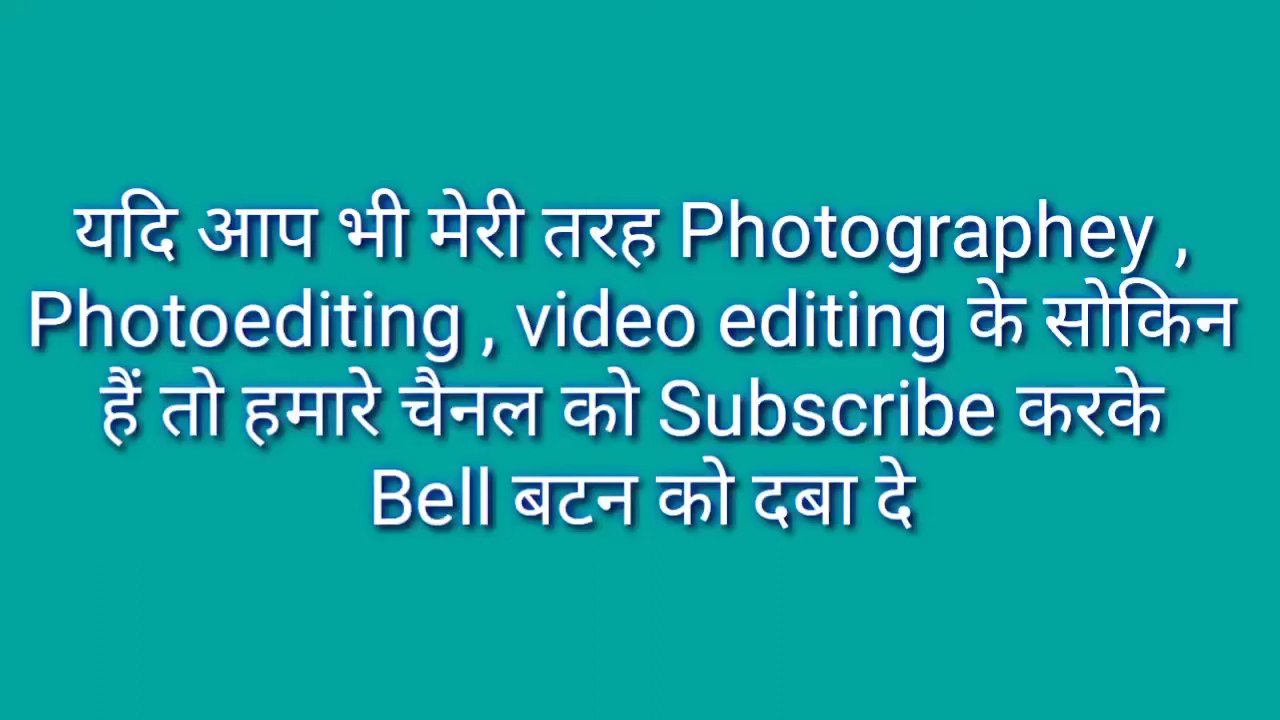 यदि आप भी मेरी तरह Photographey ,
Photoediting , video editing के सोकिन
हैं तो हमारे चैनल को Subscribe करके
Bell बटन को दबा दे